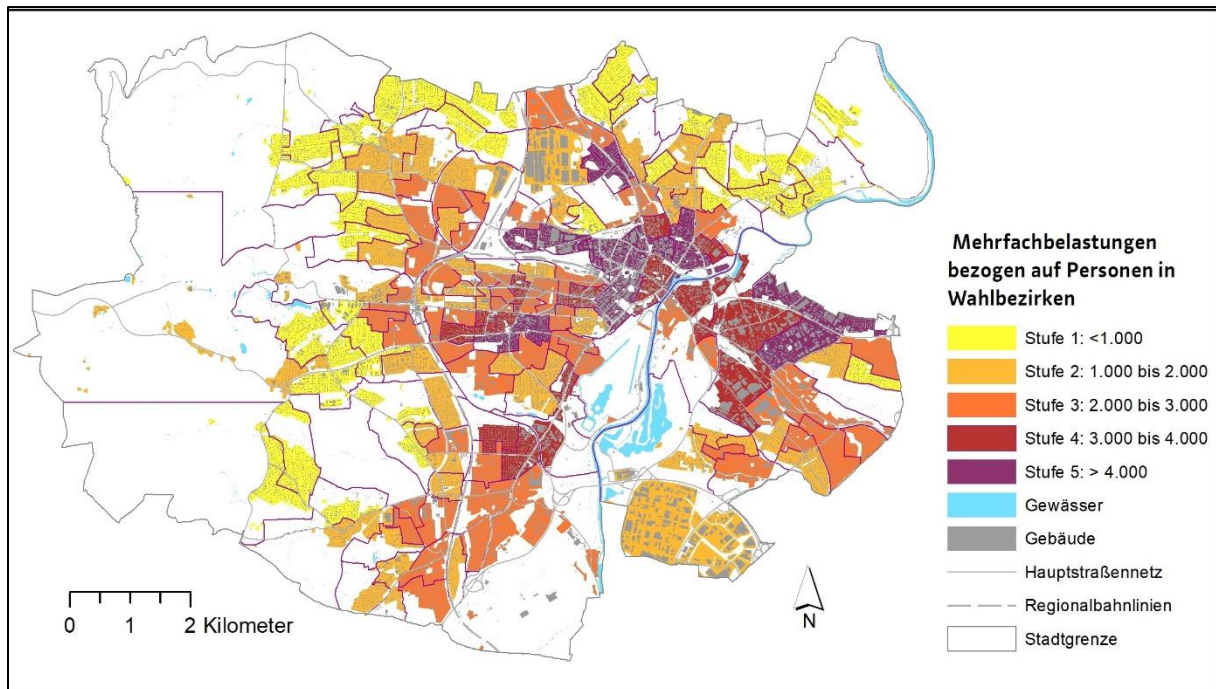 Mehrfachbelastungen
bezogen auf Personen in
Wahlbezirken
Stufe 1: <1.000
Stufe 2: 1.000 bis 2.000
Stufe 3: 2.000 bis 3.000
Stufe 4: 3.000 bis 4.000
Stufe 5: > 4.000
Gewässer
Gebäude
Hauptstraßennetz
Regionalbahnlinien
Stadtgrenze
0 1 2 Kilometer
N